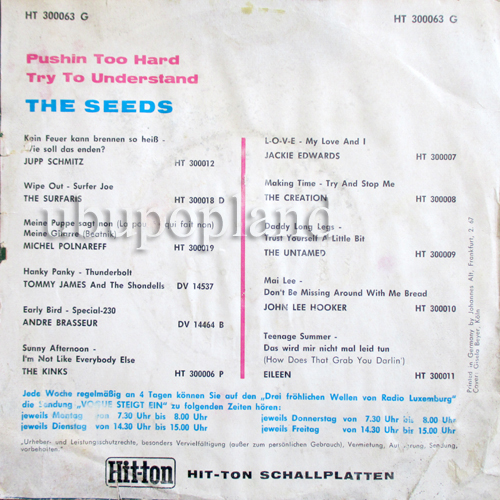 HT 300063 G
HT 300063 G
Pushin Too Hard
Try To Understand
THE SEEDS
Kein Feuer kann brennen so heiß -
Wie soll das enden?
JUPP SCHMITZ HT 300012
Wipe Out - Surfer Joe
THE SURFARIS HT 300018 D
Meine Puppe sagt non (La poupée qui fait non)
Meine Gitarre (Beatnik)
MICHEL POLNAREFF HT 300019
Hanky Panky - Thunderbolt
TOMMY JAMES And The Shondells DV 14537
Early Bird - Special-230
ANDRE BRASSEUR DV 14464 B
Sunny Afternoon -
I'm Not Like Everybody Else
THE KINKS HT 300006 P
L-O-V-E - My Love And I
JACKIE EDWARDS HT 300007
Making Time - Try And Stop Me
THE CREATION HT 300008
Daddy Long Legs -
Trust Yourself A Little Bit
THE UNTAMED HT 300009
Mai Lee -
Don't Be Missing Around With Me Bread
JOHN LEE HOOKER HT 300010
Teenage Summer -
Das wird mir nicht mal leid tun
(How Does That Grab You Darlin')
EILEEN HT 300011
ubupopland
Printed in Germany by Johannes Alt, Frankfurt, 2. 67
Jede Woche regelmäßig an 4 Tagen können Sie auf den „Drei fröhlichen Wellen von Radio Luxemburg"
die Sendung „VOGUE STEIGT EIN" zu folgenden Zeiten hören:
jeweils Montag von 7.30 Uhr bis 8.00 Uhr
jeweils Dienstag von 14.30 Uhr bis 15.00 Uhr
jeweils Donnerstag von 7.30 Uhr bis 8.00 Uhr
jeweils Freitag von 14.30 Uhr bis 15.00 Uhr
„Urheber- und Leistungsschutzrechte, besonders Vervielfältigung (außer zum persönlichen Gebrauch), Vermietung, Aufführung, Sendung,
vorbehalten."
Hit-ton HIT-TON SCHALLPLATTEN